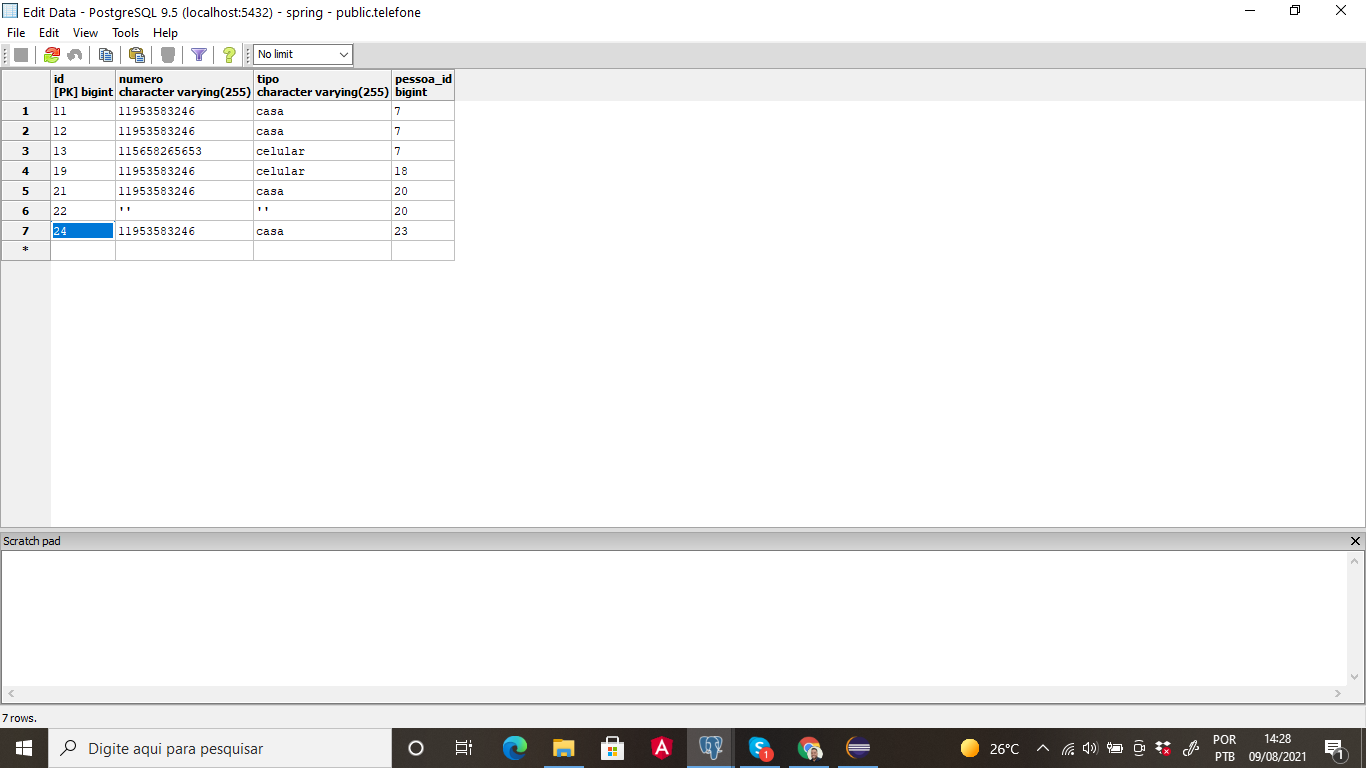 Edit Data - PostgreSQL 9.5 (localhost:5432) - spring - public.telefone
File Edit View Tools Help
No limit
id numero tipo pessoa_id
[PK] bigint character varying(255) character varying(255) bigint
1 11 11953583246 casa 7
2 12 11953583246 casa 7
3 13 115658265653 celular 7
4 19 11953583246 celular 18
5 21 11953583246 casa 20
6 22 '' '' 20
7 24 11953583246 casa 23
*
Scratch pad
7 rows.
Digite aqui para pesquisar
A
1
26°C
POR
PTB
14:28
09/08/2021
1